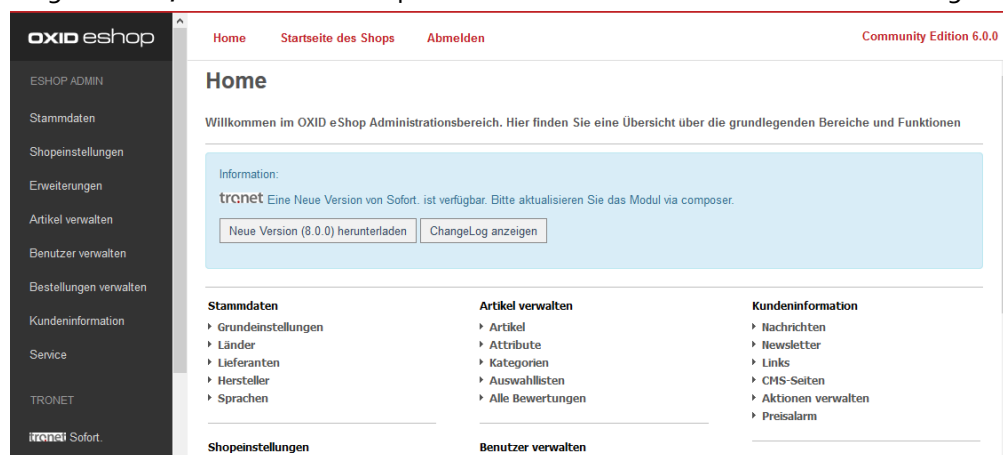 OXID eshop
Home Startseite des Shops Abmelden Community Edition 6.0.0
ESHOP ADMIN
Stammdaten
Shopeinstellungen
Erweiterungen
Artikel verwalten
Benutzer verwalten
Bestellungen verwalten
Kundeninformation
Service
TRONET
tronet Sofort.
Home
Willkommen im OXID eShop Administrationsbereich. Hier finden Sie eine Übersicht über die grundlegenden Bereiche und Funktionen
Information:
tronet Eine Neue Version von Sofort. ist verfügbar. Bitte aktualisieren Sie das Modul via composer.
Neue Version (8.0.0) herunterladen ChangeLog anzeigen
Stammdaten
Grundeinstellungen
Länder
Lieferanten
Hersteller
Sprachen
Shopeinstellungen
Artikel verwalten
Artikel
Attribute
Kategorien
Auswahllisten
Alle Bewertungen
Benutzer verwalten
Kundeninformation
Nachrichten
Newsletter
Links
CMS-Seiten
Aktionen verwalten
Preisalarm